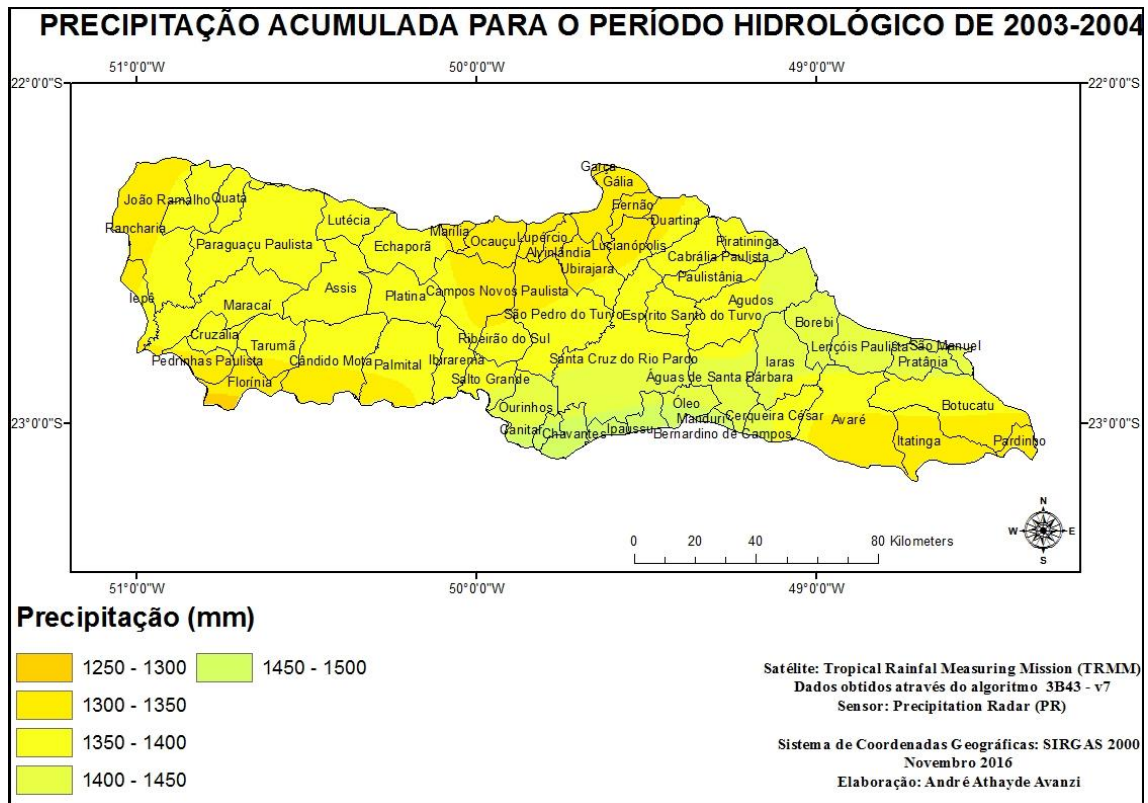 PRECIPITAÇÃO ACUMULADA PARA O PERÍODO HIDROLÓGICO DE 2003-2004
51°0'0"W
50°0'0"W
49°0'0"W
22°0'0"S
22°0'0"S
Garça
Gália
João Ramalho
Quatá
Fernão
Rancharia
Lutécia
Duartina
Marília
Ocauçu
Lupércio
Paraguaçu Paulista
Echaporã
Alvinlândia
Lucianópolis
Piratininga
Cabrália Paulista
Ubirajara
Paulistânia
Iepê
Maracaí
Assis
Platina
Campos Novos Paulista
Agudos
São Pedro do Turvo
Espírito Santo do Turvo
Borebi
Cruzália
Tarumã
Ribeirão do Sul
Lençóis Paulista
São Manuel
Pedrinhas Paulista
Cândido Mota
Palmital
Ibirarema
Santa Cruz do Rio Pardo
Iaras
Pratânia
Florínia
Salto Grande
Águas de Santa Bárbara
Ourinhos
Óleo
Botucatu
Canitar
Chavantes
Ipaussu
Manduri
Cerqueira César
Avaré
Bernardino de Campos
Itatinga
Pardinho
23°0'0"S
23°0'0"S
N
W
E
S
0 20 40 60 80 Kilometers
51°0'0"W
50°0'0"W
49°0'0"W
Precipitação (mm)
1250 - 1300
1450 - 1500
1300 - 1350
1350 - 1400
1400 - 1450
Satélite: Tropical Rainfal Measuring Mission (TRMM)
Dados obtidos através do algoritmo 3B43 - v7
Sensor: Precipitation Radar (PR)
Sistema de Coordenadas Geográficas: SIRGAS 2000
Novembro 2016
Elaboração: André Athayde Avanzi